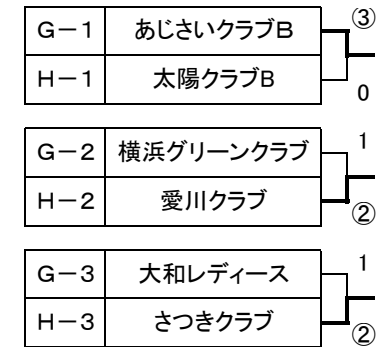 G－1 あじさいクラブB ③
H－1 太陽クラブB 0
G－2 横浜グリーンクラブ 1
H－2 愛川クラブ ②
G－3 大和レディース 1
H－3 さつきクラブ ②